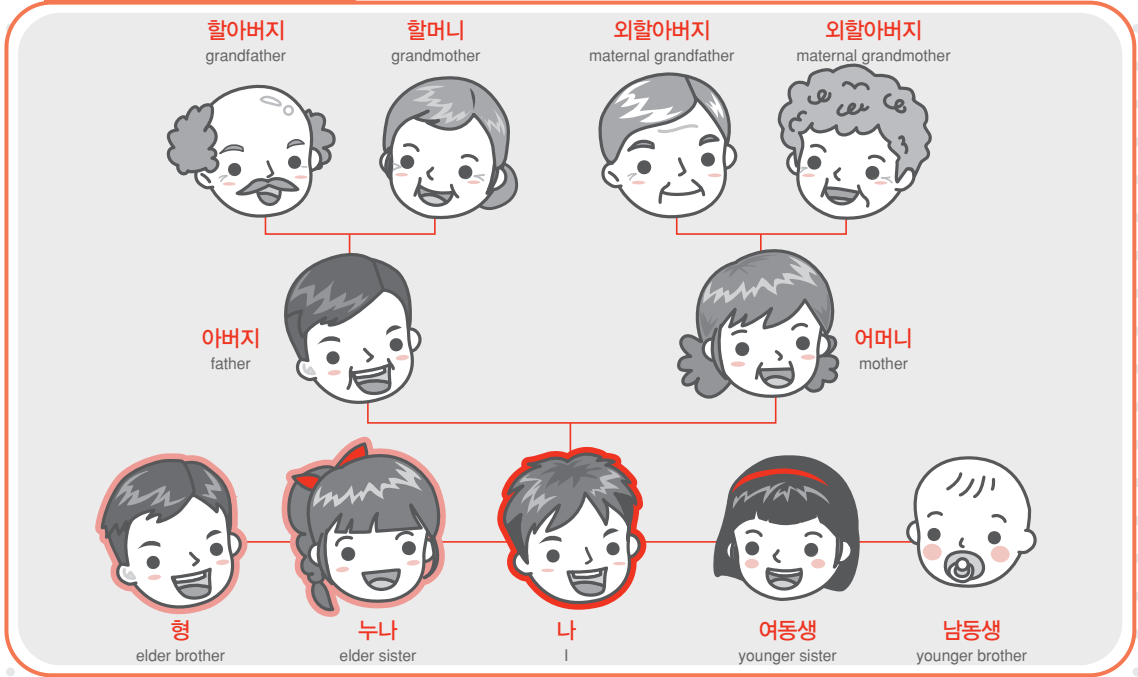 할아버지
grandfather
할머니
grandmother
외할아버지
maternal grandfather
외할아버지
maternal grandmother
아버지
father
어머니
mother
형
elder brother
누나
elder sister
나
I
여동생
younger sister
남동생
younger brother